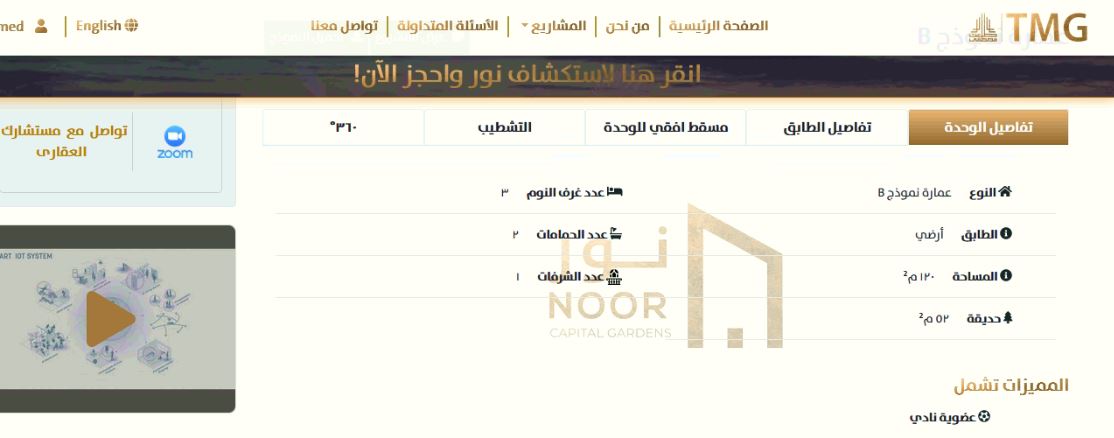 TMG
الصفحة الرئيسية
من نحن
المشاريع
الأسئلة المتداولة
تواصل معنا
English
med
انقر هنا لاستكشاف نور واحجز الآن!
تفاصيل الوحدة
تفاصيل الطابق
مسقط افقي للوحدة
التشطيب
٣٦٠°
النوع عمارة نموذج B
عدد غرف النوم ٣
الطابق أرضي
عدد الحمامات ٢
المساحة ١٢٠ م²
عدد الشرفات ١
حديقة ٥٢ م²
نور
NOOR
CAPITAL GARDENS
المميزات تشمل
عضوية نادي
تواصل مع مستشارك
العقارى
zoom
ART IOT SYSTEM